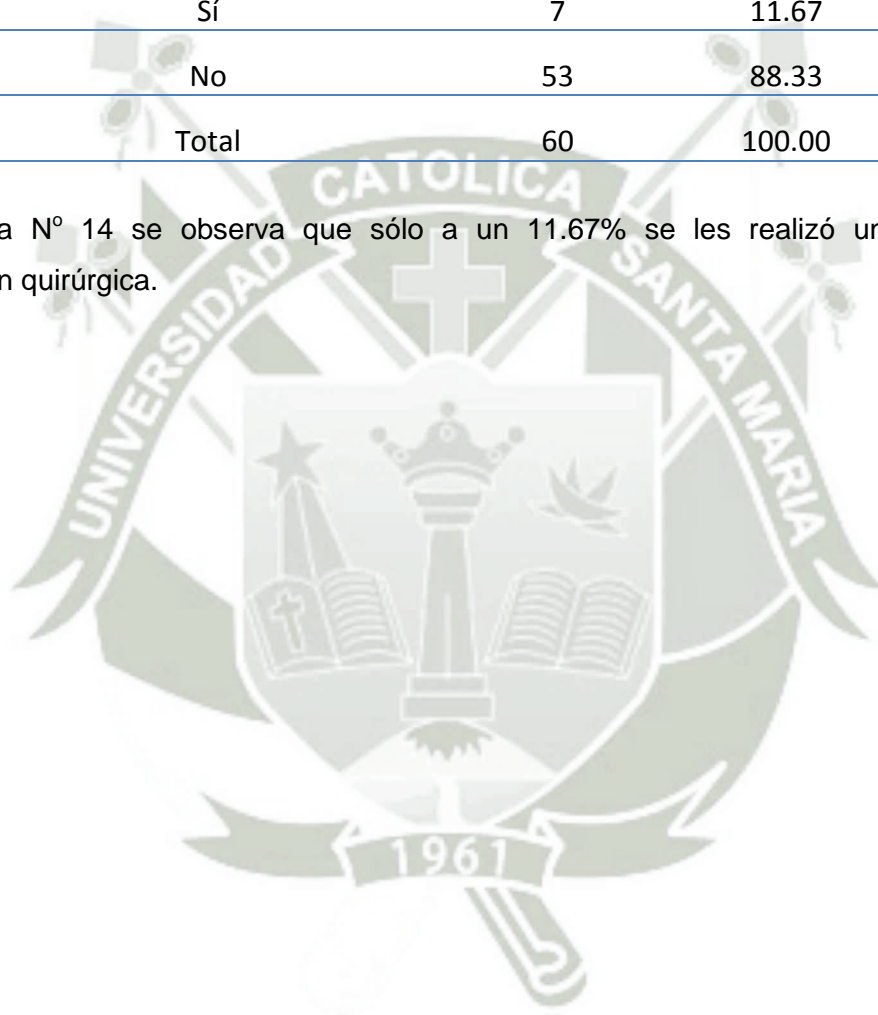 Sí 7 11.67
No 53 88.33
Total 60 100.00
a Nº 14 se observa que sólo a un 11.67% se les realizó un
n quirúrgica.
UNIVERSIDAD CATOLICA SANTA MARIA
1961